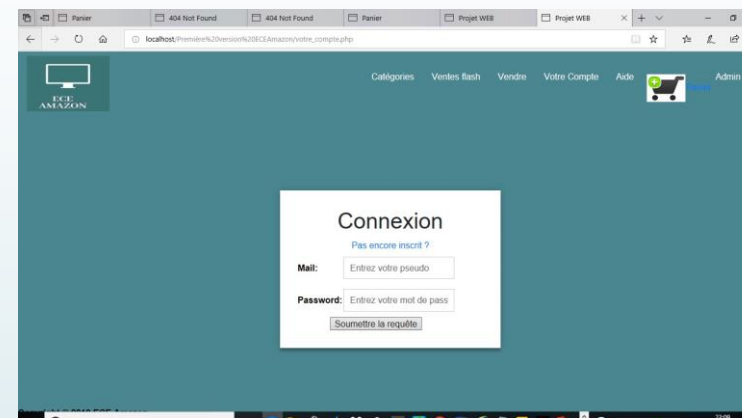 Panier
404 Not Found
404 Not Found
Panier
Projet WEB
Projet WEB
localhost/Première%20version%20ECEAmazon/votre_compte.php
ECE
AMAZON
Catégories
Ventes flash
Vendre
Votre Compte
Aide
Panier
Admin
Connexion
Pas encore inscrit ?
Mail:
Entrez votre pseudo
Password:
Entrez votre mot de pass
Soumettre la requête